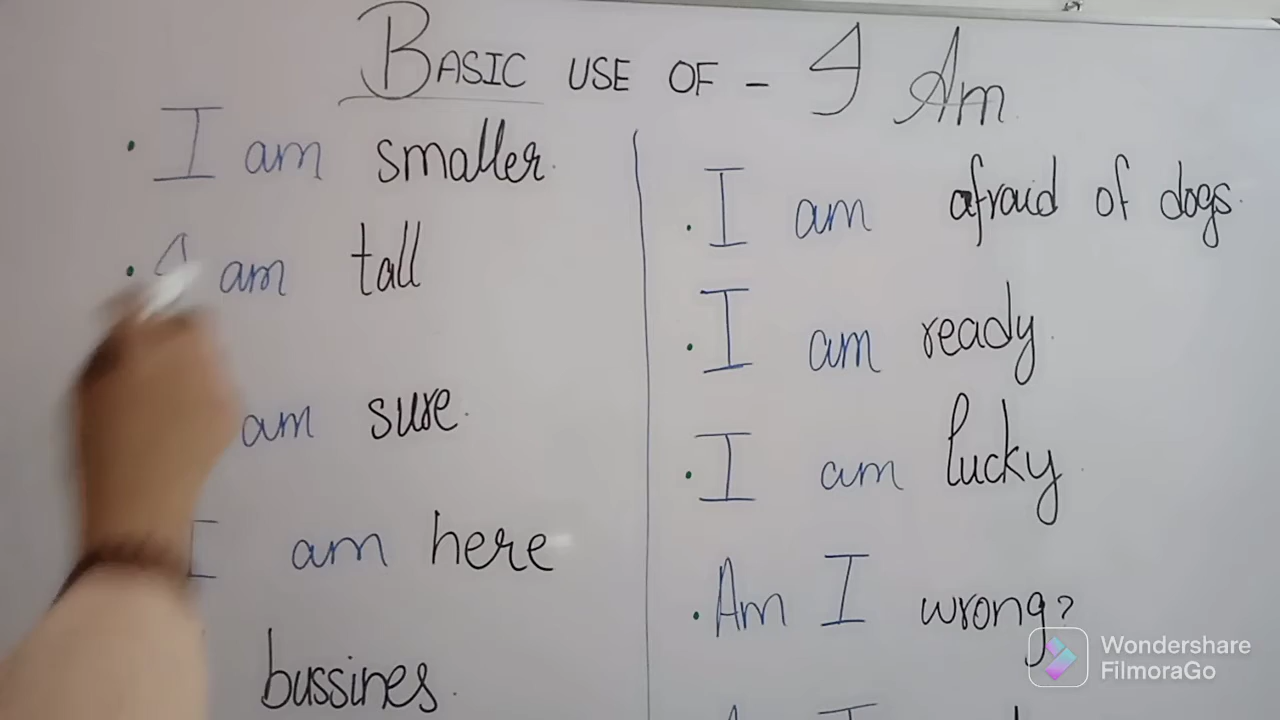 BASIC USE OF - I Am
I am smaller.
I am tall
am sure.
I am here
bussines.
I am afraid of dogs.
I am ready.
I am lucky
Am I wrong?
Wondershare
FilmoraGo